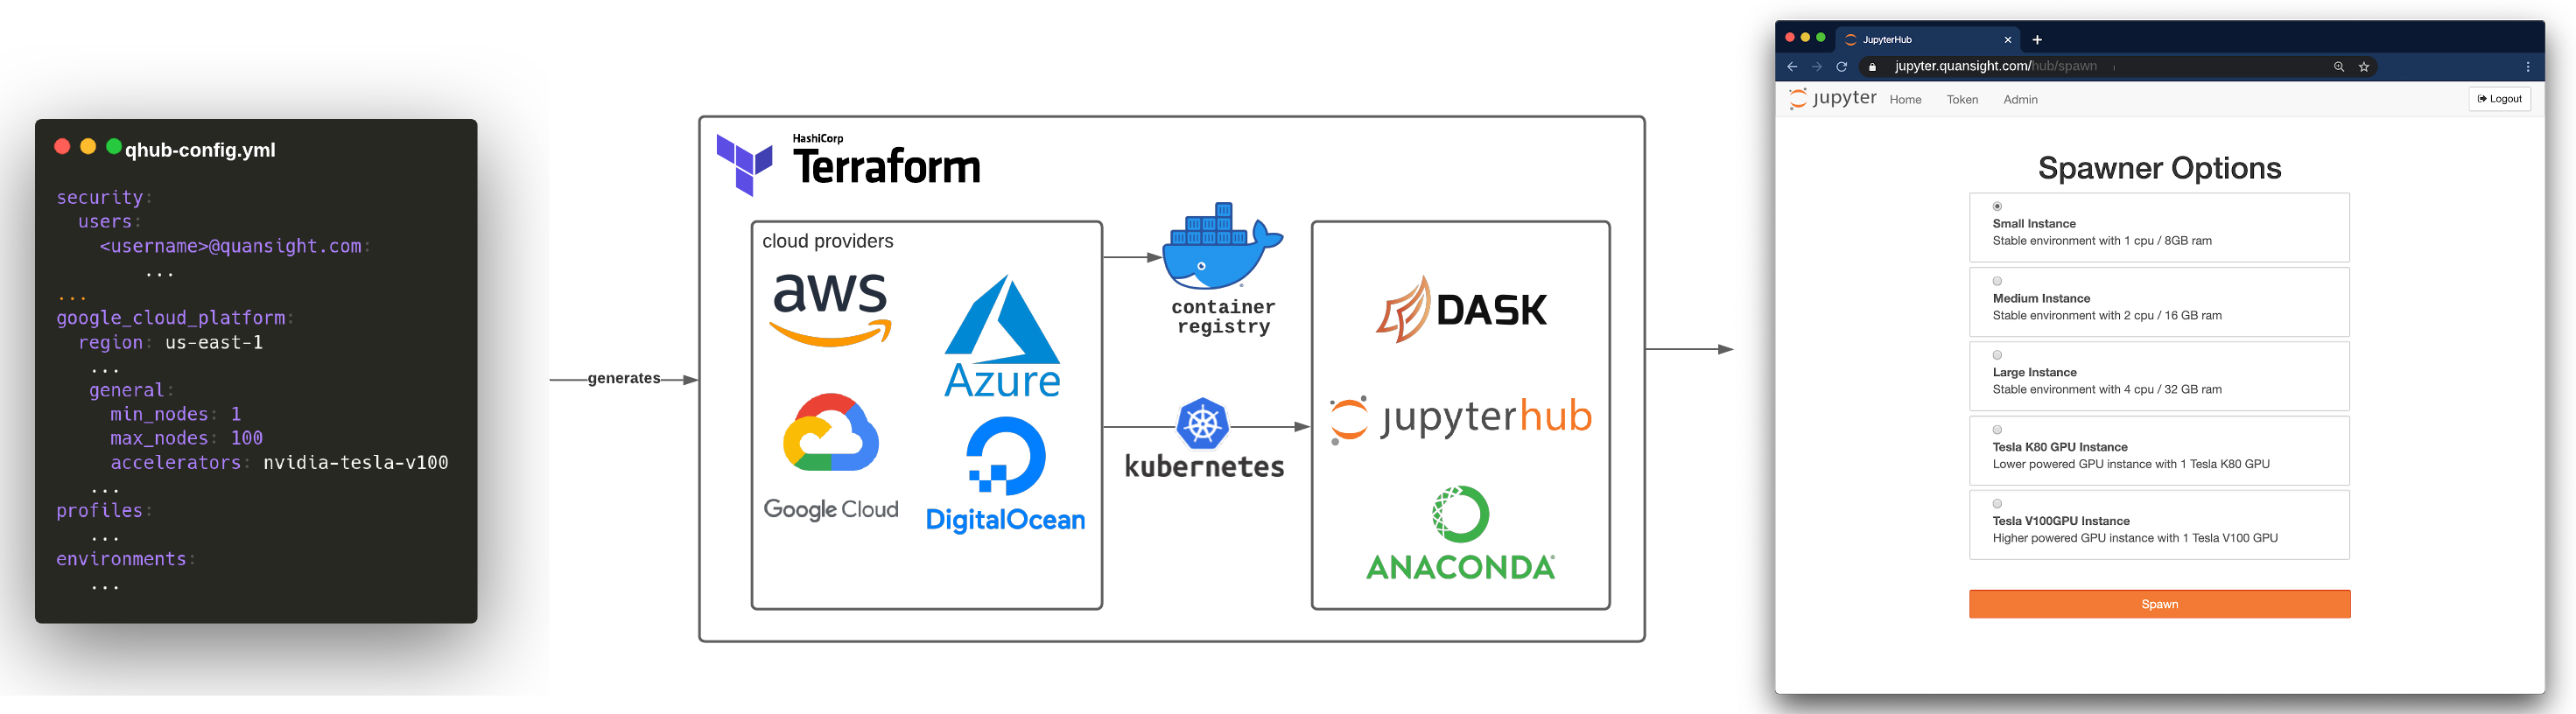 qhub-config.yml
security:
users:
<username>@quansight.com:
...
...
google_cloud_platform:
region: us-east-1
...
general:
min_nodes: 1
max_nodes: 100
accelerators: nvidia-tesla-v100
...
profiles:
...
environments:
...
generates
HashiCorp
Terraform
cloud providers
aws
Azure
Google Cloud
DigitalOcean
container
registry
kubernetes
DASK
jupyterhub
ANACONDA®
JupyterHub
jupyter.quansight.com/hub/spawn
jupyter Home Token Admin Logout
Spawner Options
Small Instance
Stable environment with 1 cpu / 8GB ram
Medium Instance
Stable environment with 2 cpu / 16 GB ram
Large Instance
Stable environment with 4 cpu / 32 GB ram
Tesla K80 GPU Instance
Lower powered GPU instance with 1 Tesla K80 GPU
Tesla V100GPU Instance
Higher powered GPU instance with 1 Tesla V100 GPU
Spawn